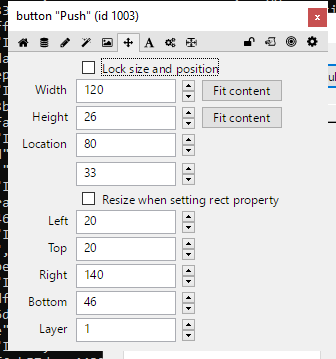 button "Push" (id 1003)
x
A
Lock size and position
Width 120 Fit content
Height 26 Fit content
Location 80
33
Resize when setting rect property
Left 20
Top 20
Right 140
Bottom 46
Layer 1